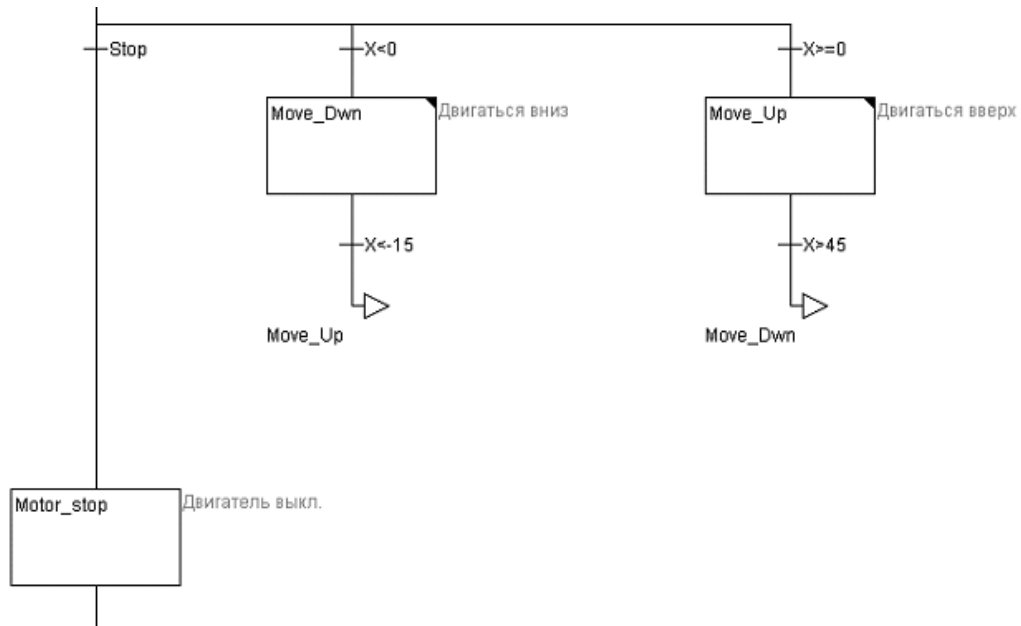 Stop
X<0
X>=0
Move_Dwn
Двигаться вниз
Move_Up
Двигаться вверх
X<-15
X>45
Move_Up
Move_Dwn
Motor_stop
Двигатель выкл.